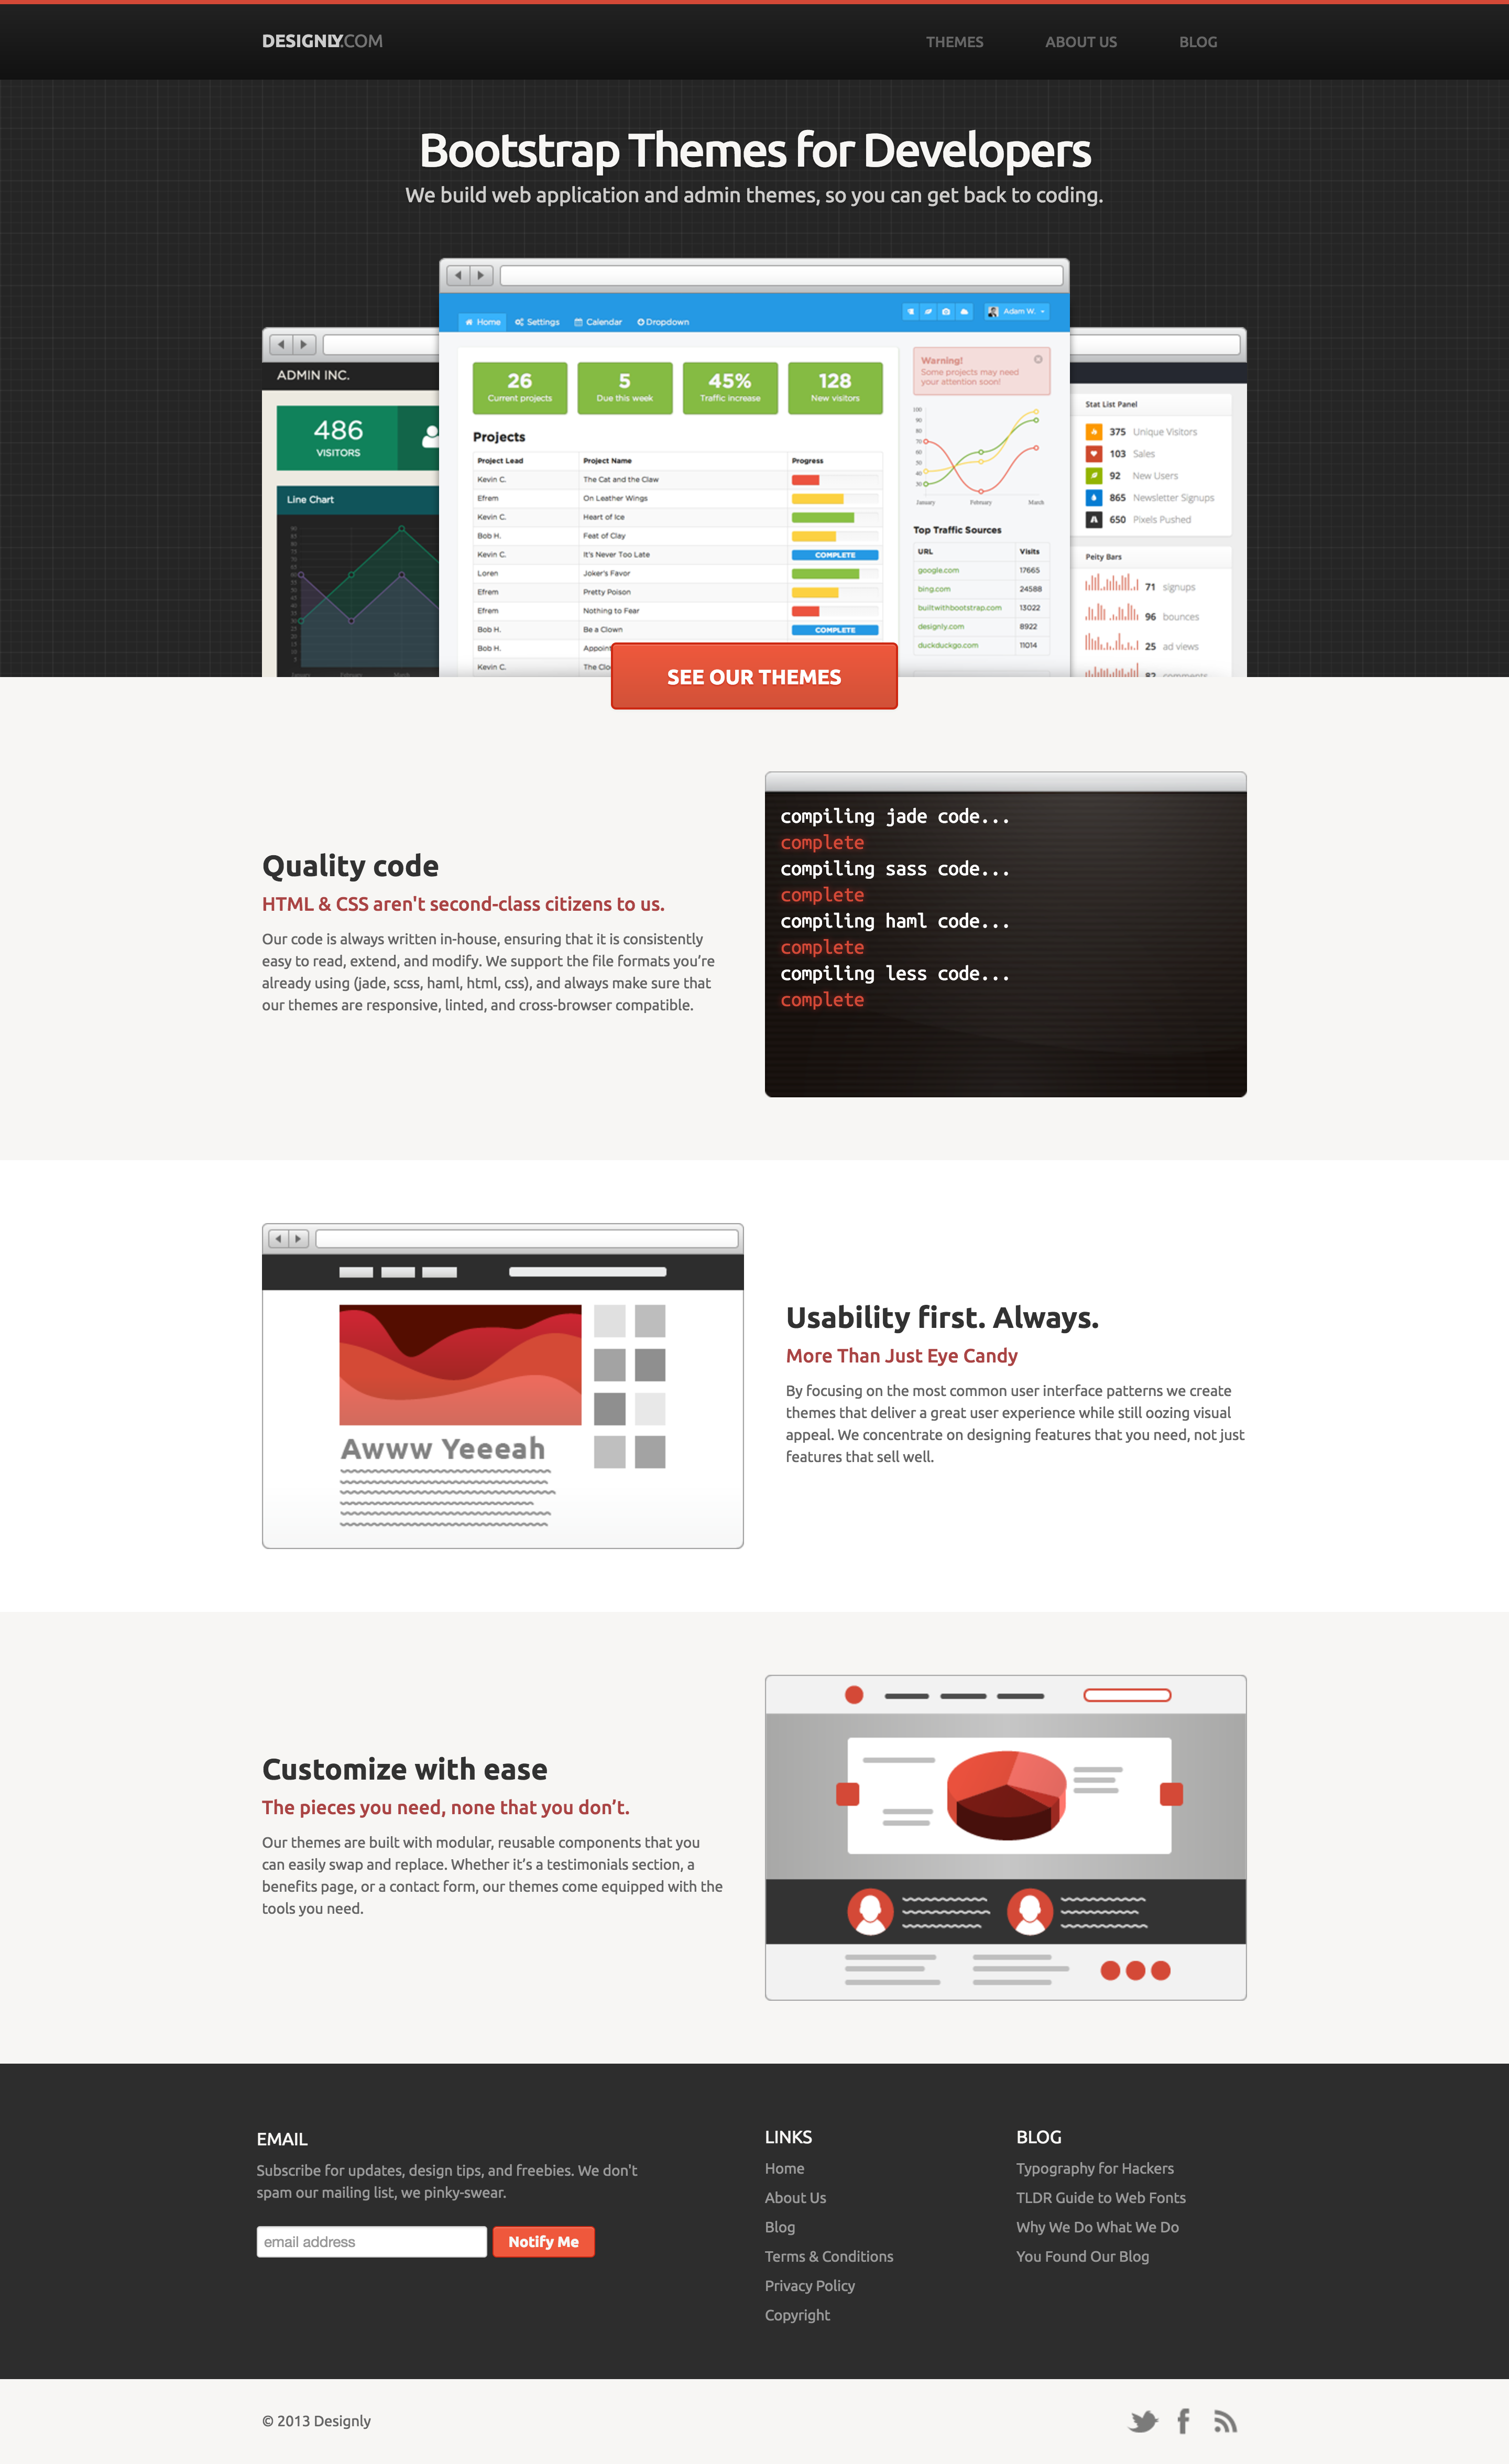 DESIGNLY.COM
THEMES ABOUT US BLOG
Bootstrap Themes for Developers
We build web application and admin themes, so you can get back to coding.
Home Settings Calendar Dropdown Adam W.
ADMIN INC.
486
VISITORS
Line Chart
26
Current projects
5
Due this week
45%
Traffic increase
128
New visitors
Projects
Project Lead Project Name Progress
Kevin C. The Cat and the Claw
Efrem On Leather Wings
Kevin C. Heart of Ice
Bob H. Feat of Clay
Kevin C. It's Never Too Late COMPLETE
Loren Joker's Favor
Efrem Pretty Poison
Efrem Nothing to Fear
Bob H. Be a Clown COMPLETE
Bob H. Appoint
Kevin C. The Clo
Warning!
Some projects may need
your attention soon!
100
90
80
70
60
50
40
30
January February March
Top Traffic Sources
URL Visits
google.com 17665
bing.com 24588
builtwithbootstrap.com 13022
designly.com 8922
duckduckgo.com 11014
Stat List Panel
375 Unique Visitors
103 Sales
92 New Users
865 Newsletter Signups
650 Pixels Pushed
Peity Bars
71 signups
96 bounces
25 ad views
82 comments
SEE OUR THEMES
Quality code
HTML & CSS aren't second-class citizens to us.
Our code is always written in-house, ensuring that it is consistently
easy to read, extend, and modify. We support the file formats you're
already using (jade, scss, haml, html, css), and always make sure that
our themes are responsive, linted, and cross-browser compatible.
compiling jade code...
complete
compiling sass code...
complete
compiling haml code...
complete
compiling less code...
complete
Awww Yeeeah
Usability first. Always.
More Than Just Eye Candy
By focusing on the most common user interface patterns we create
themes that deliver a great user experience while still oozing visual
appeal. We concentrate on designing features that you need, not just
features that sell well.
Customize with ease
The pieces you need, none that you don't.
Our themes are built with modular, reusable components that you
can easily swap and replace. Whether it's a testimonials section, a
benefits page, or a contact form, our themes come equipped with the
tools you need.
EMAIL
Subscribe for updates, design tips, and freebies. We don't
spam our mailing list, we pinky-swear.
email address Notify Me
LINKS
Home
About Us
Blog
Terms & Conditions
Privacy Policy
Copyright
BLOG
Typography for Hackers
TLDR Guide to Web Fonts
Why We Do What We Do
You Found Our Blog
© 2013 Designly